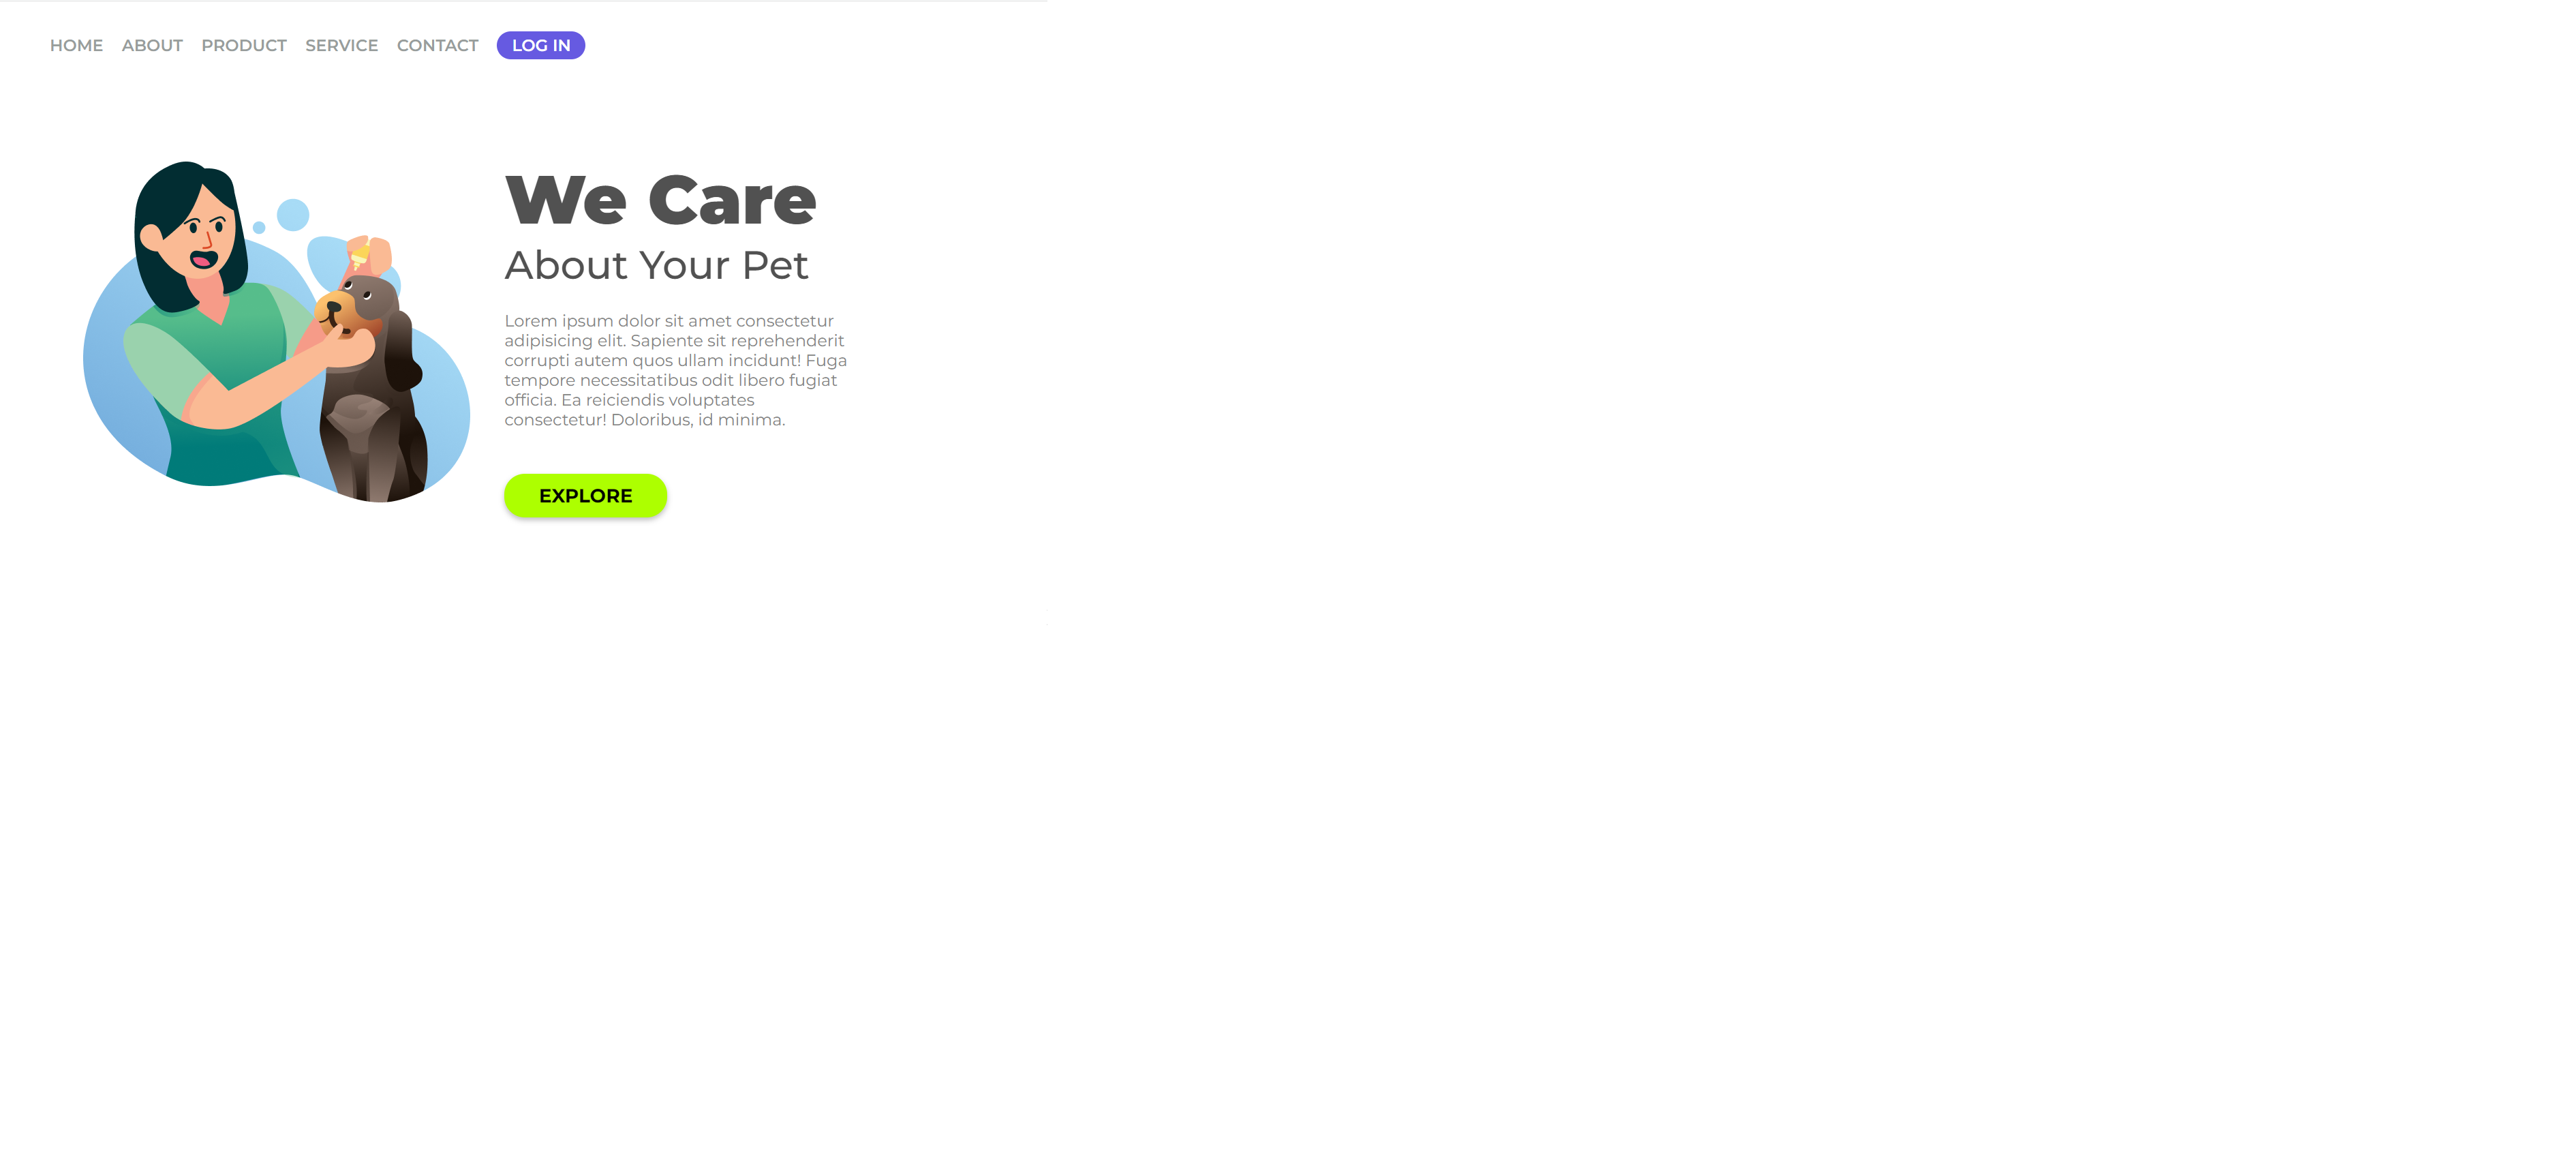 HOME ABOUT PRODUCT SERVICE CONTACT LOG IN
We Care
About Your Pet
Lorem ipsum dolor sit amet consectetur
adipisicing elit. Sapiente sit reprehenderit
corrupti autem quos ullam incidunt! Fuga
tempore necessitatibus odit libero fugiat
officia. Ea reiciendis voluptates
consectetur! Doloribus, id minima.
EXPLORE